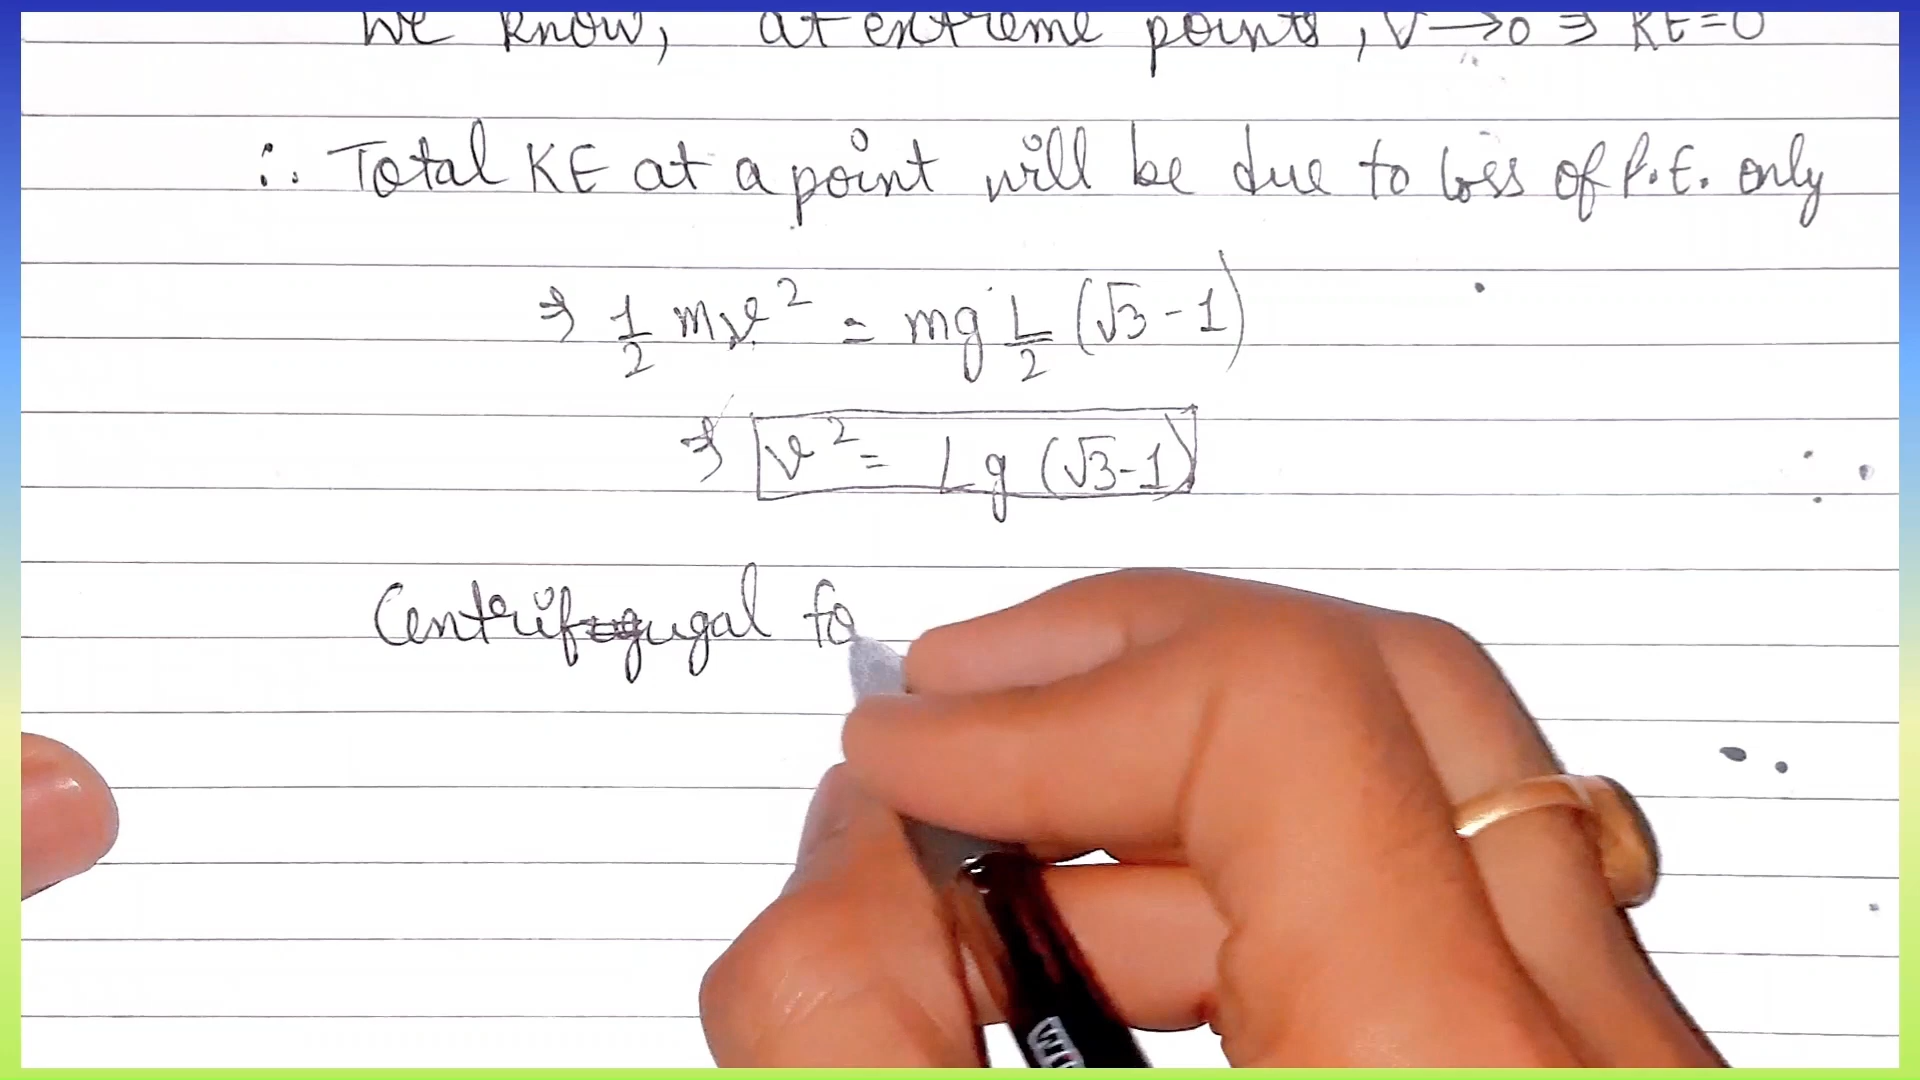 We know, at extreme points, V→0 ⇒ KE=0
∴ Total KE at a point will be due to loss of P.E. only
⇒ 1/2 mv² = mg L/2 (√3-1)
⇒ v² = Lg (√3-1)
Centrifugal fo